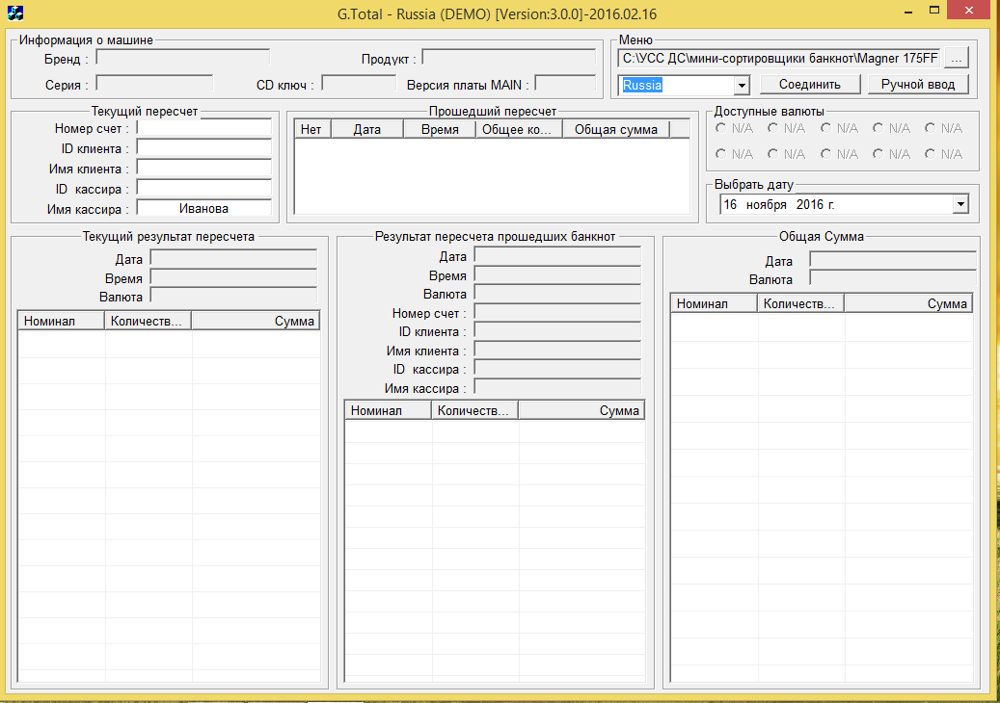 G.Total - Russia (DEMO) [Version:3.0.0]-2016.02.16
Информация о машине
Бренд :
Продукт :
Серия :
CD ключ :
Версия платы MAIN :
Меню
C:\УСС ДС\мини-сортировщики банкнот\Magner 175FF
...
Russia
Соединить
Ручной ввод
Текущий пересчет
Номер счет :
ID клиента :
Имя клиента :
ID кассира :
Имя кассира :
Иванова
Прошедший пересчет
Нет
Дата
Время
Общее ко...
Общая сумма
Доступные валюты
N/A N/A N/A N/A N/A
N/A N/A N/A N/A N/A
Выбрать дату
16 ноября 2016 г.
Текущий результат пересчета
Дата
Время
Валюта
Номинал
Количеств...
Сумма
Результат пересчета прошедших банкнот
Дата
Время
Валюта
Номер счет :
ID клиента :
Имя клиента :
ID кассира :
Имя кассира :
Номинал
Количеств...
Сумма
Общая Сумма
Дата
Валюта
Номинал
Количеств...
Сумма